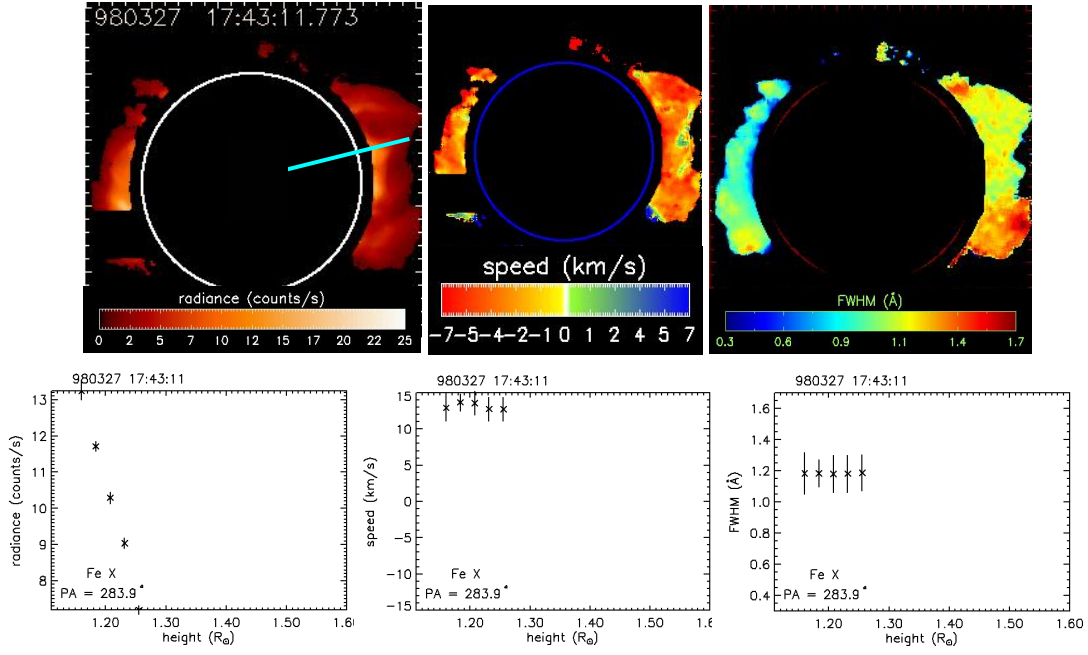 980327 17:43:11.773
radiance (counts/s)
0 2 5 7 10 12 13 16 17 20 22 25
speed (km/s)
-7 -5 -4 -2 -1 0 1 2 4 5 7
FWHM (Å)
0.3 0.6 0.9 1.1 1.4 1.7
980327 17:43:11
radiance (counts/s)
13
12
11
10
9
8
Fe X
PA = 283.9°
1.20 1.30 1.40 1.50 1.60
height (R⊙)
980327 17:43:11
speed (km/s)
15
10
5
0
−5
−10
−15
Fe X
PA = 283.9°
1.20 1.30 1.40 1.50 1.60
height (R⊙)
980327 17:43:11
FWHM (Å)
1.6
1.4
1.2
1.0
0.8
0.6
0.4
Fe X
PA = 283.9°
1.20 1.30 1.40 1.50 1.60
height (R⊙)